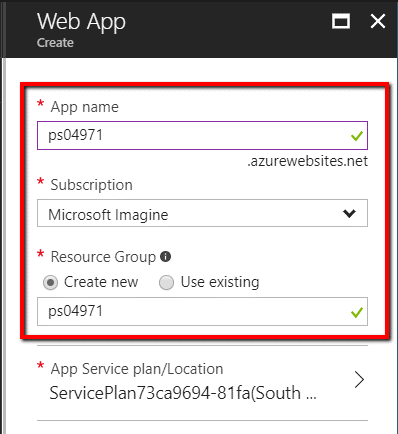 Web App
Create
* App name
ps04971
.azurewebsites.net
* Subscription
Microsoft Imagine
* Resource Group
Create new Use existing
ps04971
* App Service plan/Location
ServicePlan73ca9694-81fa(South ...